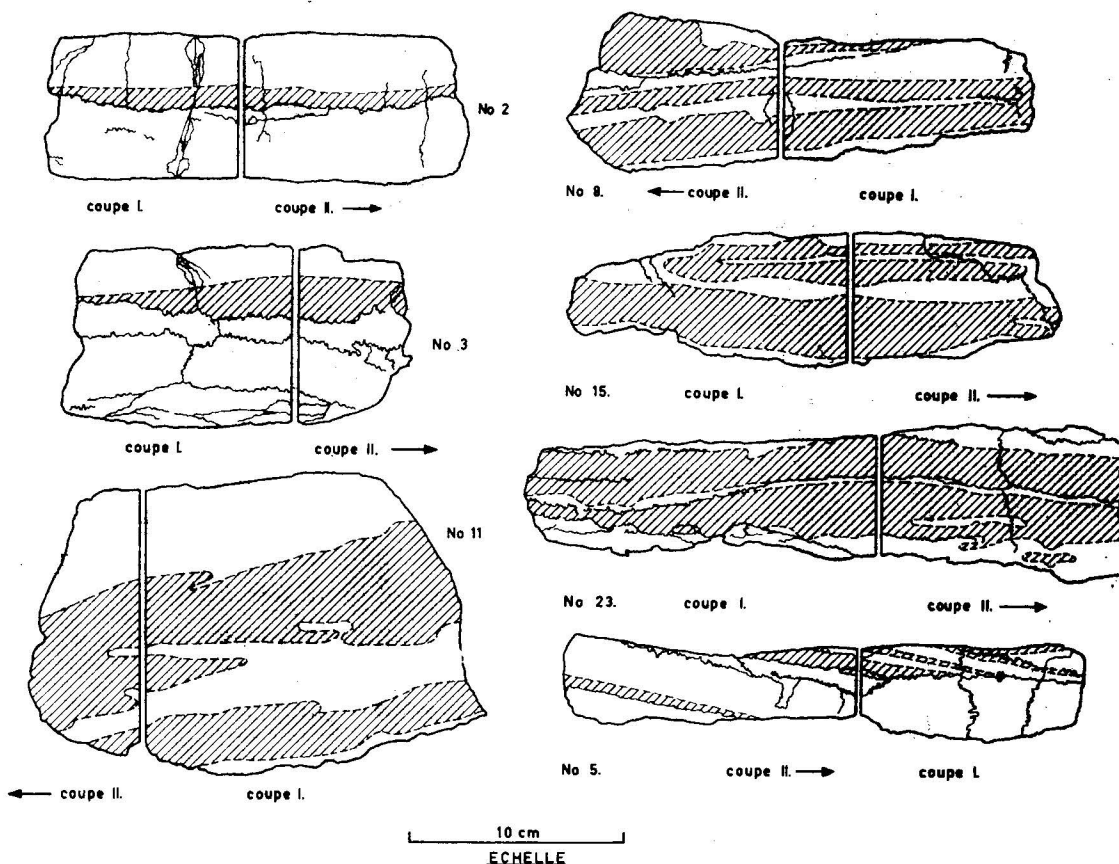 No 2
coupe I. coupe II. →
No 3
coupe I. coupe II. →
No 11
← coupe II. coupe I.
No 9.
← coupe II. coupe I.
No 15.
coupe I. coupe II. →
No 23. coupe I. coupe II. →
No 5. coupe II. → coupe I.
10 cm
ECHELLE